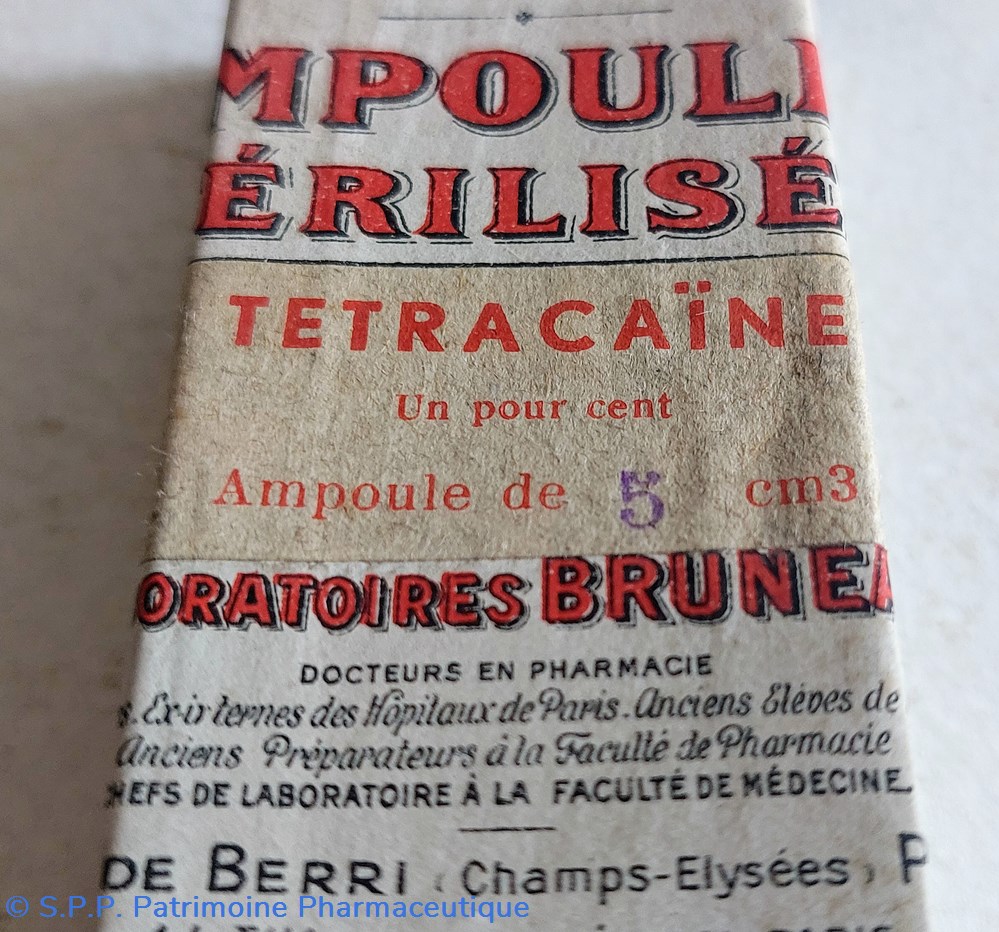 MPOULE
ÉRILISÉ
TETRACAÏNE
Un pour cent
Ampoule de 5 cm3
ORATOIRES BRUNEA
DOCTEURS EN PHARMACIE
s. Ex-internes des Hôpitaux de Paris. Anciens Elèves de
Anciens Préparateurs à la Faculté de Pharmacie
HEFS DE LABORATOIRE À LA FACULTÉ DE MÉDECINE
DE BERRI (Champs-Elysées) P
© S.P.P. Patrimoine Pharmaceutique